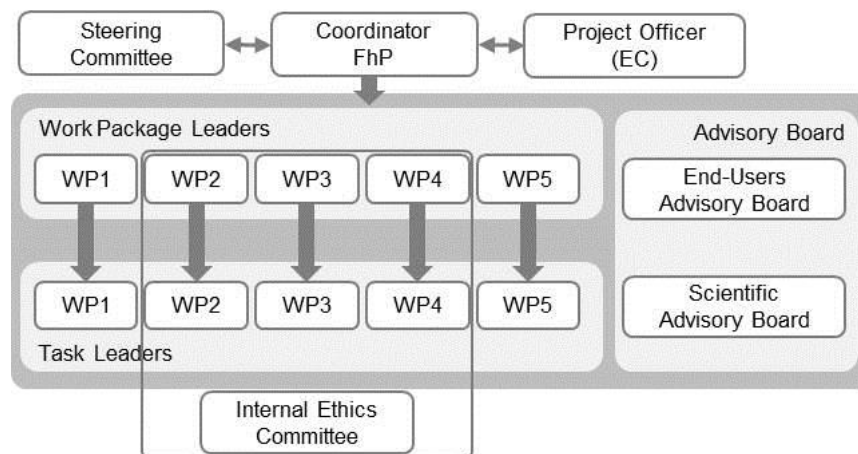 Steering
Committee
Coordinator
FhP
Project Officer
(EC)
Work Package Leaders
WP1
WP2
WP3
WP4
WP5
WP1
WP2
WP3
WP4
WP5
Task Leaders
Advisory Board
End-Users
Advisory Board
Scientific
Advisory Board
Internal Ethics
Committee